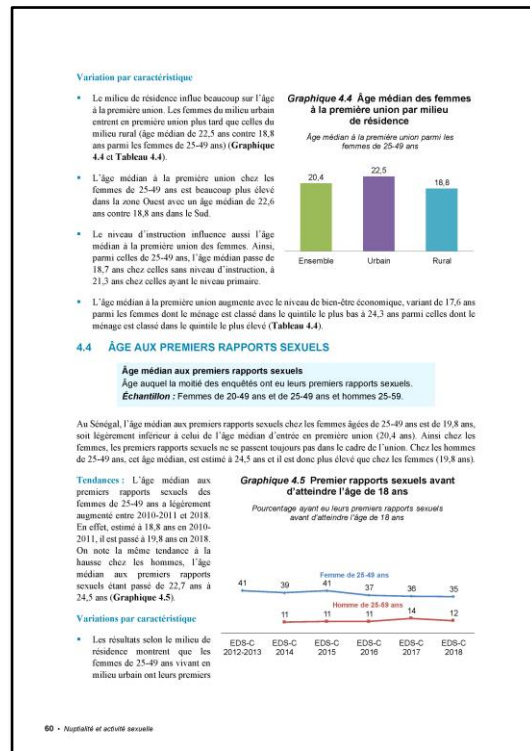 Variation par caractéristique
▪ Le milieu de résidence influe beaucoup sur l'âge
à la première union. Les femmes du milieu urbain
entrent en première union plus tard que celles du
milieu rural (âge médian de 22,5 ans contre 18,8
ans parmi les femmes de 25-49 ans) (Graphique
4.4 et Tableau 4.4).
▪ L'âge médian à la première union chez les
femmes de 25-49 ans est beaucoup plus élevé
dans la zone Ouest avec un âge médian de 22,6
ans contre 18,8 ans dans le Sud.
▪ Le niveau d'instruction influence aussi l'âge
médian à la première union des femmes. Ainsi,
parmi celles de 25-49 ans, l'âge médian passe de
18,7 ans chez celles sans niveau d'instruction, à
21,3 ans chez celles ayant le niveau primaire.
Graphique 4.4 Âge médian des femmes
à la première union par milieu
de résidence
Âge médian à la première union parmi les
femmes de 25-49 ans
20,4
22,5
18,8
Ensemble Urbain Rural
▪ L'âge médian à la première union augmente avec le niveau de bien-être économique, variant de 17,6 ans
parmi les femmes dont le ménage est classé dans le quintile le plus bas à 24,3 ans parmi celles dont le
ménage est classé dans le quintile le plus élevé (Tableau 4.4).
4.4 ÂGE AUX PREMIERS RAPPORTS SEXUELS
Âge médian aux premiers rapports sexuels
Âge auquel la moitié des enquêtés ont eu leurs premiers rapports sexuels.
Échantillon : Femmes de 20-49 ans et de 25-49 ans et hommes 25-59.
Au Sénégal, l'âge médian aux premiers rapports sexuels chez les femmes âgées de 25-49 ans est de 19,8 ans,
soit légèrement inférieur à celui de l'âge médian d'entrée en première union (20,4 ans). Ainsi chez les
femmes, les premiers rapports sexuels ne se passent toujours pas dans le cadre de l'union. Chez les hommes
de 25-49 ans, cet âge médian, est estimé à 24,5 ans et il est donc plus élevé que chez les femmes (19,8 ans).
Tendances : L'âge médian aux
premiers rapports sexuels des
femmes de 25-49 ans a légèrement
augmenté entre 2010-2011 et 2018.
En effet, estimé à 18,8 ans en 2010-
2011, il est passé à 19,8 ans en 2018.
On note la même tendance à la
hausse chez les hommes, l'âge
médian aux premiers rapports
sexuels étant passé de 22,7 ans à
24,5 ans (Graphique 4.5).
Variations par caractéristique
▪ Les résultats selon le milieu de
résidence montrent que les
femmes de 25-49 ans vivant en
milieu urbain ont leurs premiers
Graphique 4.5 Premier rapports sexuels avant
d'atteindre l'âge de 18 ans
Pourcentage ayant eu leurs premiers rapports sexuels
avant d'atteindre l'âge de 18 ans
Femme de 25-49 ans
41 39 41 37 36 35
Homme de 25-59 ans
11 11 11 14 12
EDS-C EDS-C EDS-C EDS-C EDS-C EDS-C
2012-2013 2014 2015 2016 2017 2018
60 • Nuptialité et activité sexuelle